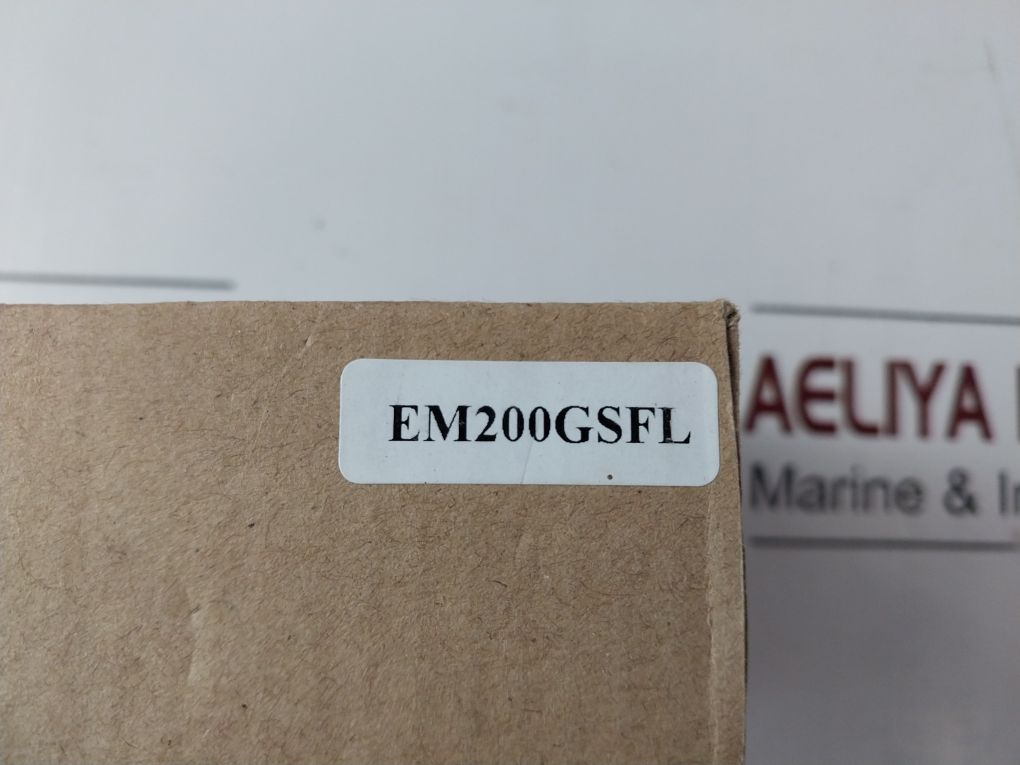 EM200GSFL
AELIYA
Marine &